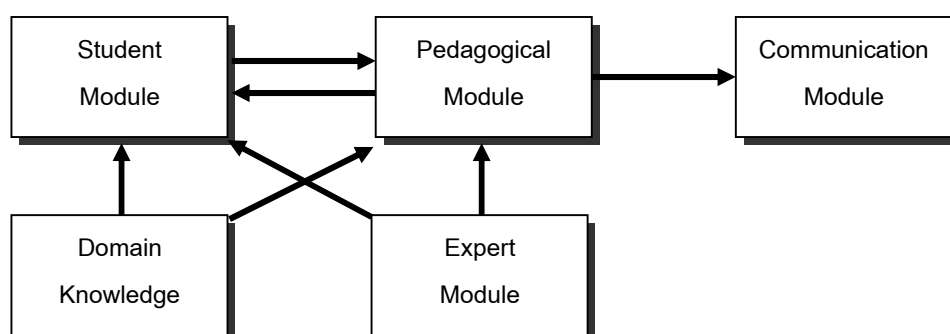 Student
Module
Pedagogical
Module
Communication
Module
Domain
Knowledge
Expert
Module